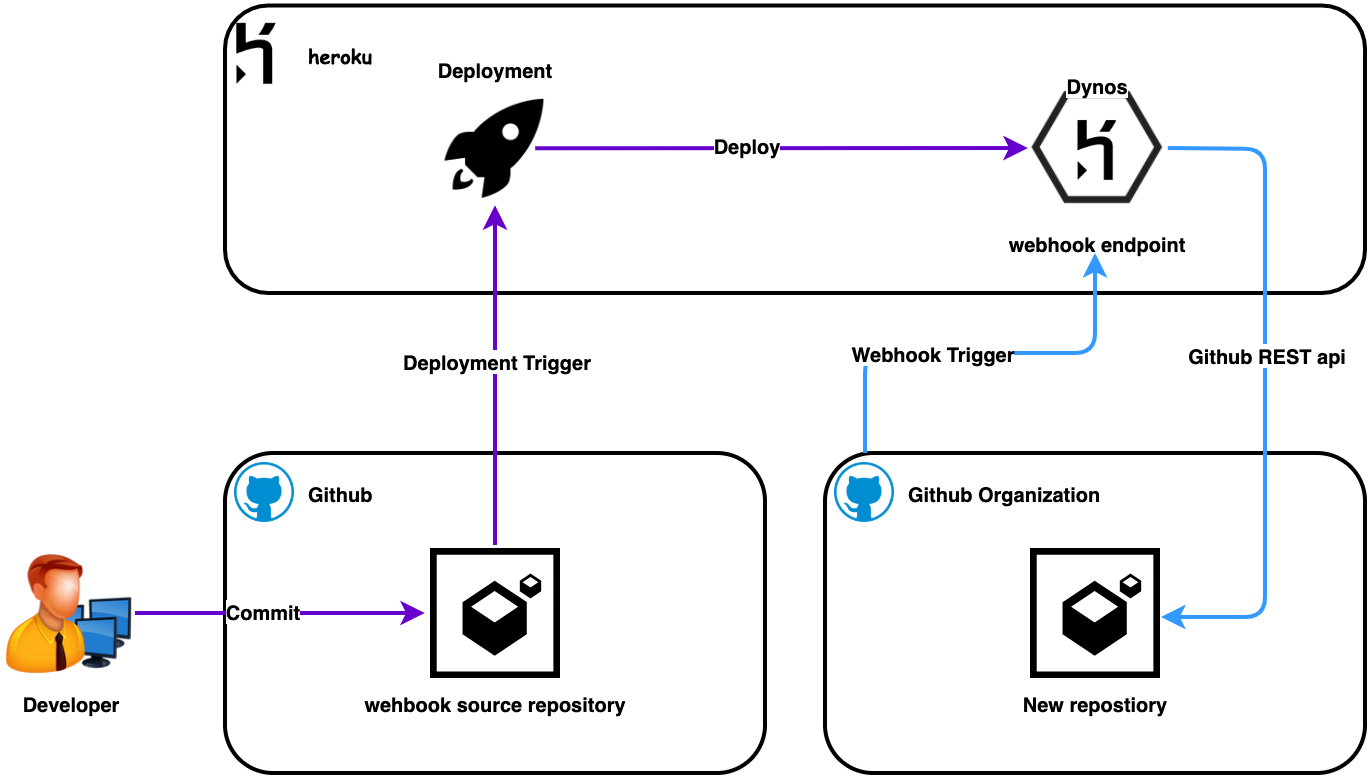 heroku
Deployment
Dynos
Deploy
webhook endpoint
Deployment Trigger
Webhook Trigger
Github REST api
Github
Github Organization
Commit
Developer
wehbook source repository
New repostiory